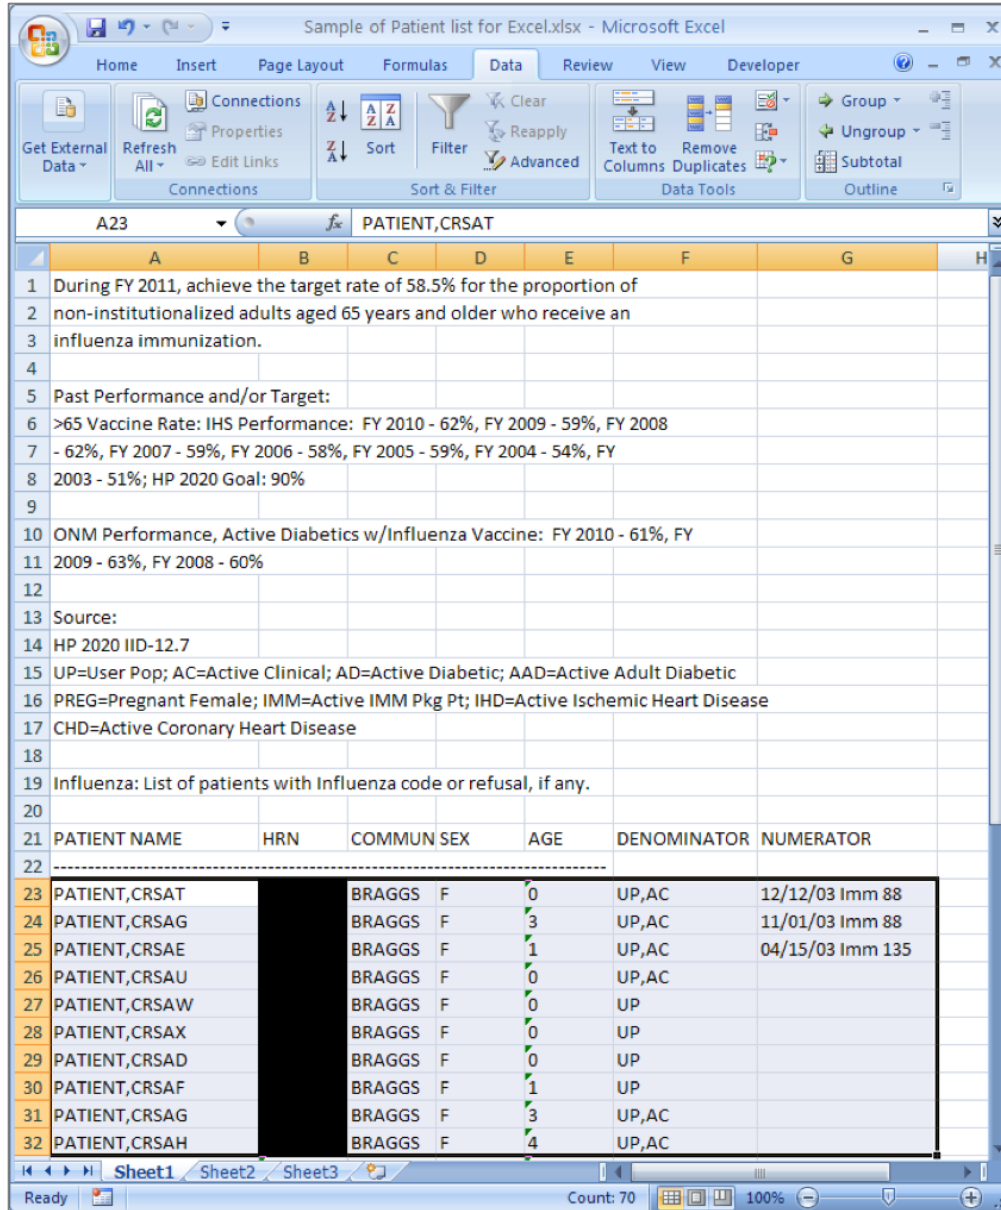 Sample of Patient list for Excel.xlsx - Microsoft Excel
Home Insert Page Layout Formulas Data Review View Developer
Get External Data
Refresh All
Connections
Properties
Edit Links
Connections
Sort
Filter
Clear
Reapply
Advanced
Sort & Filter
Text to Columns
Remove Duplicates
Data Tools
Group
Ungroup
Subtotal
Outline
A23 fx PATIENT,CRSAT
A B C D E F G H
1 During FY 2011, achieve the target rate of 58.5% for the proportion of
2 non-institutionalized adults aged 65 years and older who receive an
3 influenza immunization.
4
5 Past Performance and/or Target:
6 >65 Vaccine Rate: IHS Performance: FY 2010 - 62%, FY 2009 - 59%, FY 2008
7 - 62%, FY 2007 - 59%, FY 2006 - 58%, FY 2005 - 59%, FY 2004 - 54%, FY
8 2003 - 51%; HP 2020 Goal: 90%
9
10 ONM Performance, Active Diabetics w/Influenza Vaccine: FY 2010 - 61%, FY
11 2009 - 63%, FY 2008 - 60%
12
13 Source:
14 HP 2020 IID-12.7
15 UP=User Pop; AC=Active Clinical; AD=Active Diabetic; AAD=Active Adult Diabetic
16 PREG=Pregnant Female; IMM=Active IMM Pkg Pt; IHD=Active Ischemic Heart Disease
17 CHD=Active Coronary Heart Disease
18
19 Influenza: List of patients with Influenza code or refusal, if any.
20
21 PATIENT NAME HRN COMMUN SEX AGE DENOMINATOR NUMERATOR
22 --------------------------------------------------------------------------------
23 PATIENT,CRSAT BRAGGS F 0 UP,AC 12/12/03 Imm 88
24 PATIENT,CRSAG BRAGGS F 3 UP,AC 11/01/03 Imm 88
25 PATIENT,CRSAE BRAGGS F 1 UP,AC 04/15/03 Imm 135
26 PATIENT,CRSAU BRAGGS F 0 UP,AC
27 PATIENT,CRSAW BRAGGS F 0 UP
28 PATIENT,CRSAX BRAGGS F 0 UP
29 PATIENT,CRSAD BRAGGS F 0 UP
30 PATIENT,CRSAF BRAGGS F 1 UP
31 PATIENT,CRSAG BRAGGS F 3 UP,AC
32 PATIENT,CRSAH BRAGGS F 4 UP,AC
Sheet1 Sheet2 Sheet3
Ready Count: 70 100%